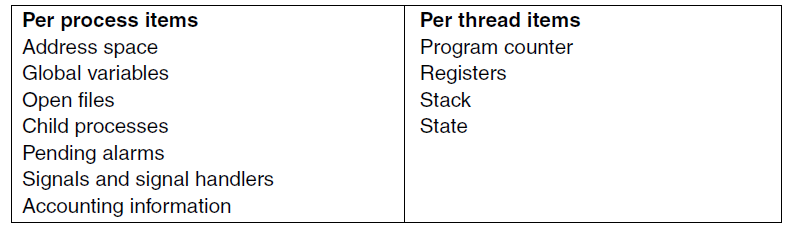 Per process items
Address space
Global variables
Open files
Child processes
Pending alarms
Signals and signal handlers
Accounting information
Per thread items
Program counter
Registers
Stack
State